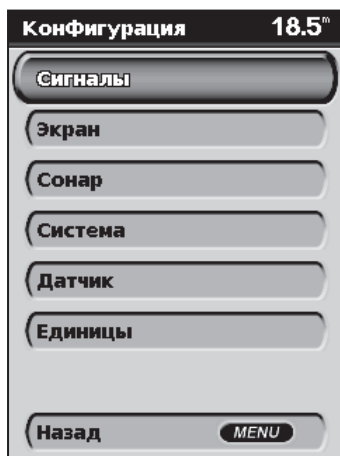 Конфигурация 18.5m
Сигналы
Экран
Сонар
Система
Датчик
Единицы
Назад MENU